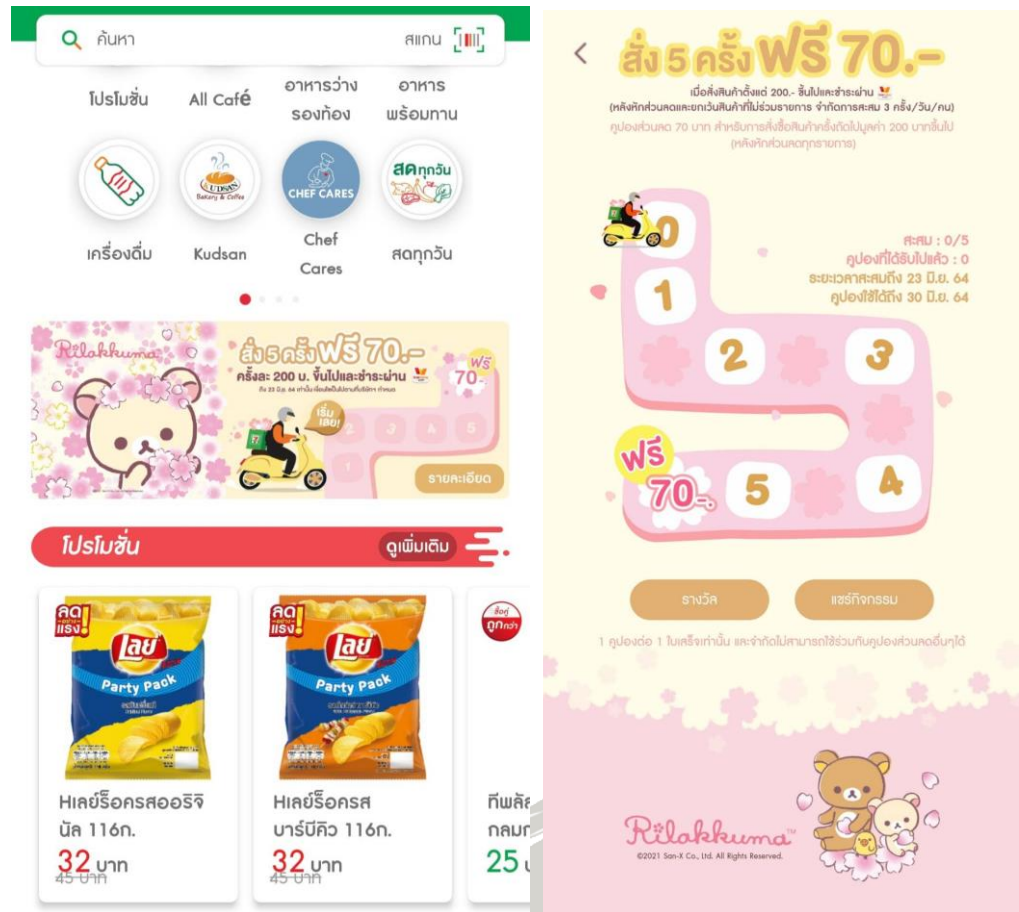 ค้นหา
สแกน
โปรโมชั่น
All Café
อาหารว่าง
รองท้อง
อาหาร
พร้อมทาน
KUDSAN
Bakery & Coffee
CHEF CARES
สดทุกวัน
เครื่องดื่ม
Kudsan
Chef
Cares
สดทุกวัน
Rilakkuma
สั่ง 5 ครั้ง ฟรี 70.-
ครั้งละ 200 บ. ขึ้นไปและชำระผ่าน
เริ่ม
เลย!
1
2
3
4
5
ฟรี
70.-
รายละเอียด
โปรโมชั่น
ดูเพิ่มเติม
ลด
อย่าง
แรง!
เลย์
Party Pack
ลด
อย่าง
แรง!
เลย์
Party Pack
ซื้อคู่
ถูกกว่า
Hเลย์ร็อครสออริจิ
นัล 116ก.
32 บาท
45 บาท
Hเลย์ร็อครส
บาร์บีคิว 116ก.
32 บาท
45 บาท
ทีพลัส
กลมก
25 บ
สั่ง 5 ครั้ง ฟรี 70.-
เมื่อสั่งสินค้าตั้งแต่ 200.- ขึ้นไปและชำระผ่าน
(หลังหักส่วนลดและยกเว้นสินค้าที่ไม่ร่วมรายการ จำกัดการสะสม 3 ครั้ง/วัน/คน)
คูปองส่วนลด 70 บาท สำหรับการสั่งซื้อสินค้าครั้งถัดไปมูลค่า 200 บาทขึ้นไป
(หลังหักส่วนลดทุกรายการ)
0
สะสม : 0/5
คูปองที่ได้รับไปแล้ว : 0
ระยะเวลาสะสมถึง 23 มิ.ย. 64
คูปองใช้ได้ถึง 30 มิ.ย. 64
1
2
3
ฟรี
70.-
5
4
รางวัล
แชร์กิจกรรม
1 คูปองต่อ 1 ใบเสร็จเท่านั้น และจำกัดไม่สามารถใช้ร่วมกับคูปองส่วนลดอื่นๆได้
Rilakkuma™
©2021 San-X Co., Ltd. All Rights Reserved.